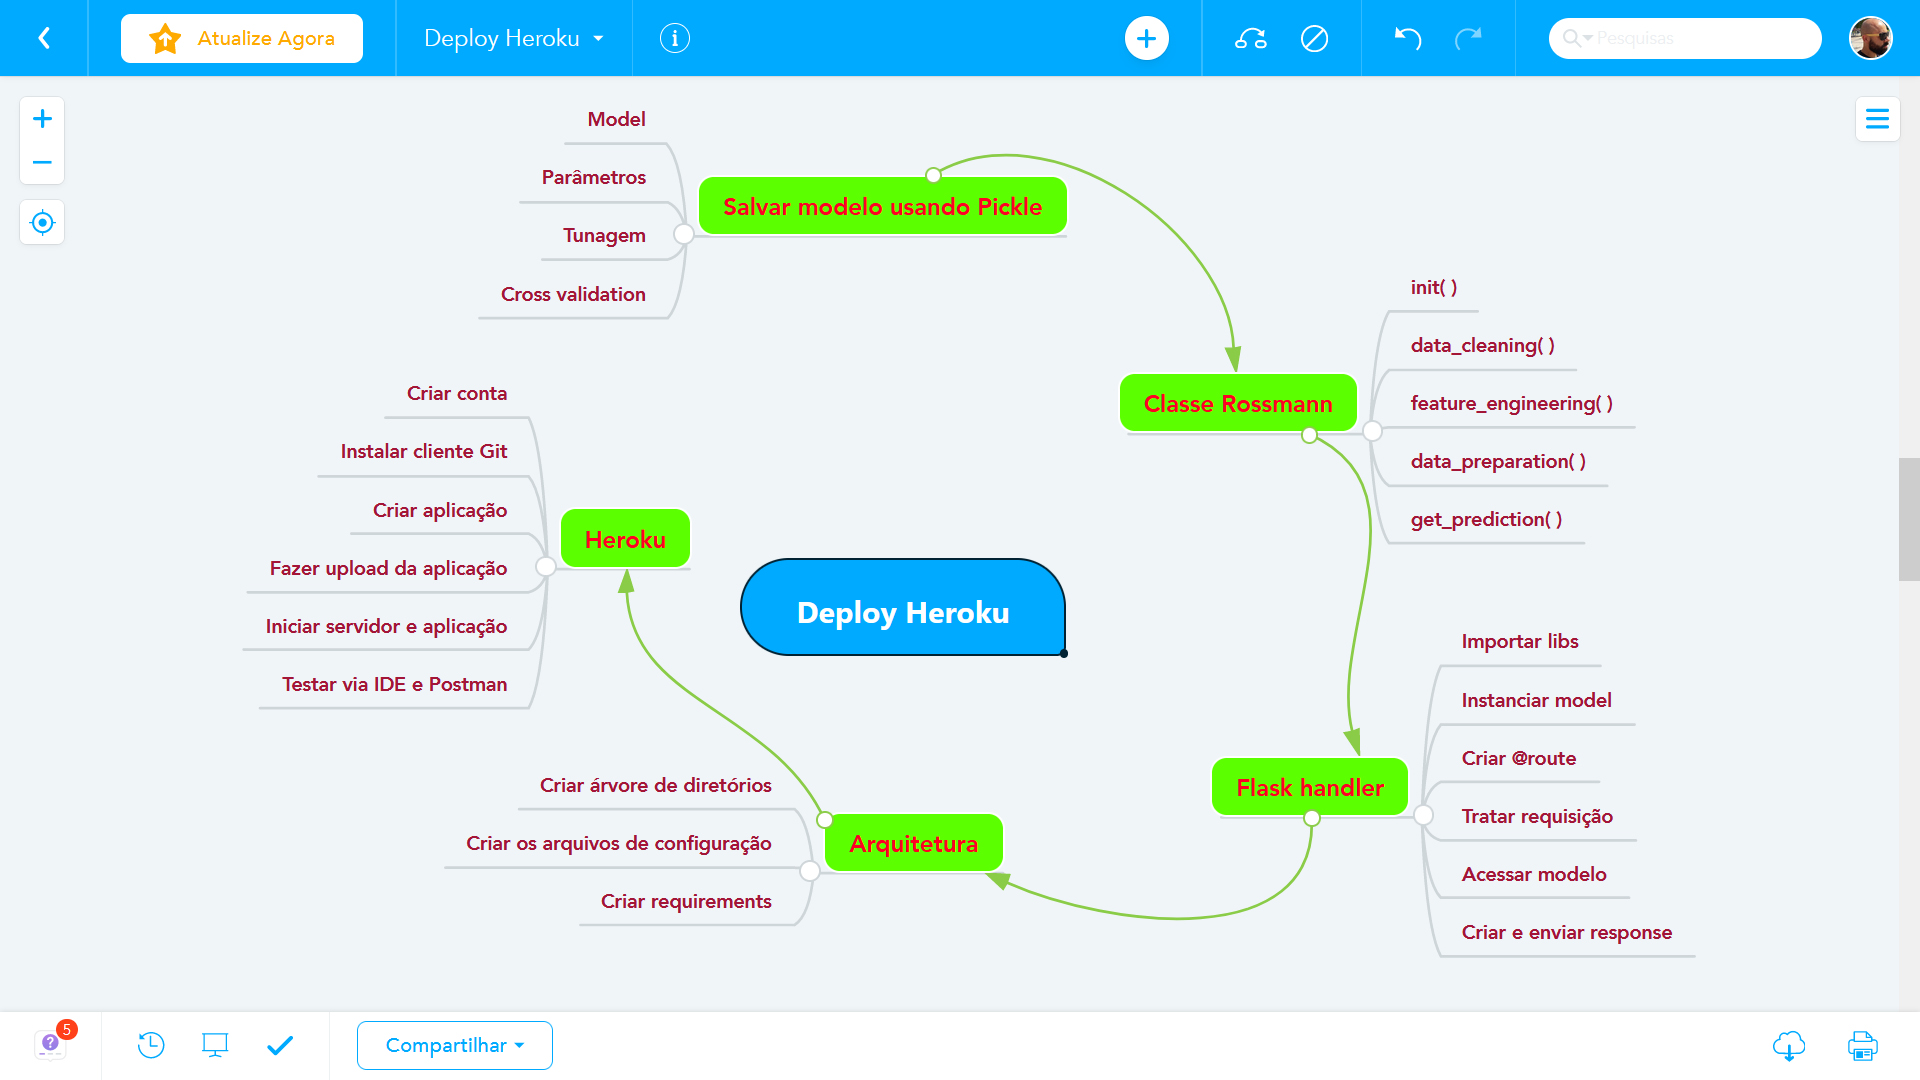 Atualize Agora
Deploy Heroku
Pesquisas
Model
Parâmetros
Tunagem
Cross validation
Salvar modelo usando Pickle
init( )
data_cleaning( )
feature_engineering( )
data_preparation( )
get_prediction( )
Classe Rossmann
Criar conta
Instalar cliente Git
Criar aplicação
Fazer upload da aplicação
Iniciar servidor e aplicação
Testar via IDE e Postman
Heroku
Deploy Heroku
Importar libs
Instanciar model
Criar @route
Tratar requisição
Acessar modelo
Criar e enviar response
Flask handler
Criar árvore de diretórios
Criar os arquivos de configuração
Criar requirements
Arquitetura
5
Compartilhar